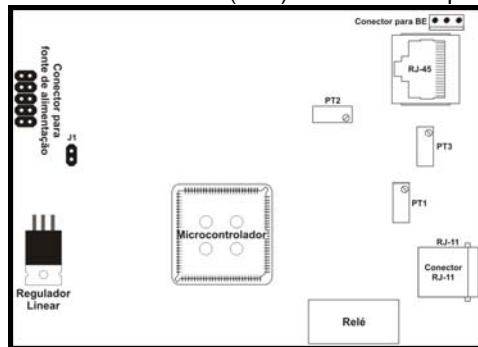 Conector para BE
RJ-45
Conector para
fonte de alimentação
J1
PT2
PT3
PT1
Microcontrolador
RJ-11
Conector
RJ-11
Regulador
Linear
Relé